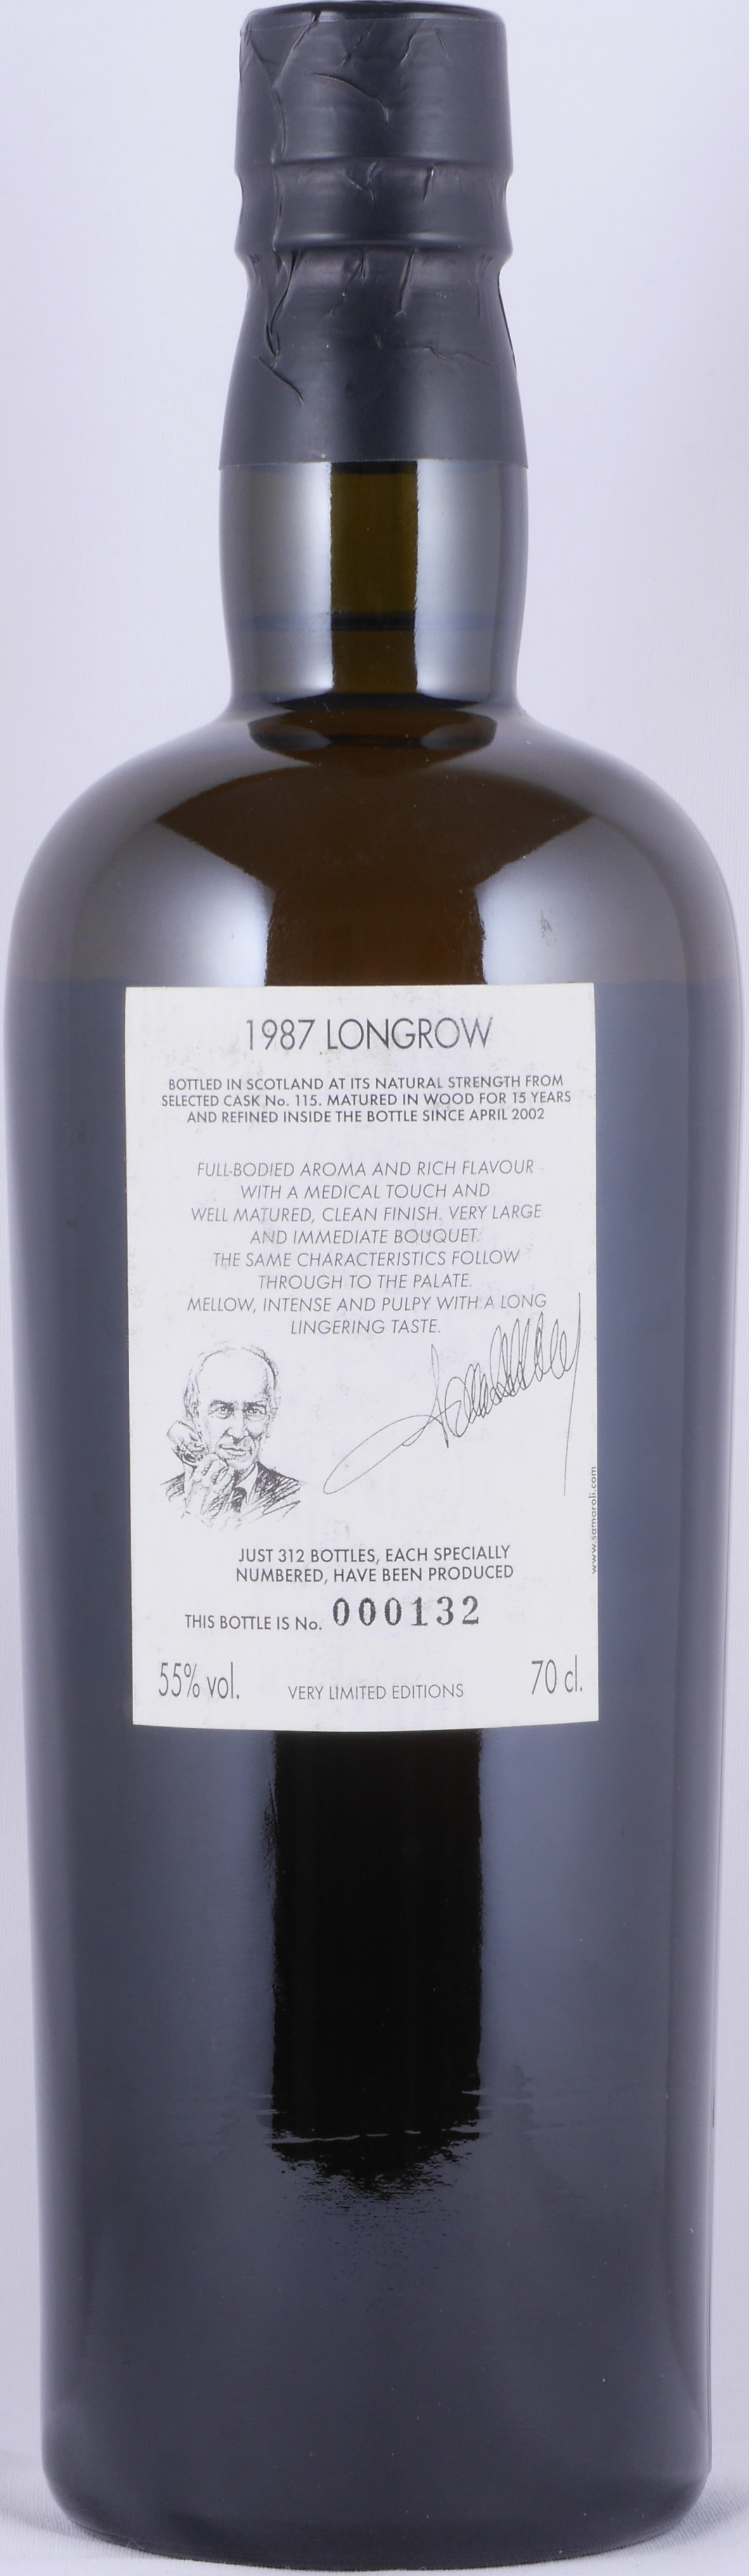 1987 LONGROW
BOTTLED IN SCOTLAND AT ITS NATURAL STRENGTH FROM
SELECTED CASK No. 115. MATURED IN WOOD FOR 15 YEARS
AND REFINED INSIDE THE BOTTLE SINCE APRIL 2002
FULL-BODIED AROMA AND RICH FLAVOUR
WITH A MEDICAL TOUCH AND
WELL MATURED, CLEAN FINISH. VERY LARGE
AND IMMEDIATE BOUQUET.
THE SAME CHARACTERISTICS FOLLOW
THROUGH TO THE PALATE.
MELLOW, INTENSE AND PULPY WITH A LONG
LINGERING TASTE.
www.samaroli.com
JUST 312 BOTTLES, EACH SPECIALLY
NUMBERED, HAVE BEEN PRODUCED
THIS BOTTLE IS No. 000132
55% vol. VERY LIMITED EDITIONS 70 cl.